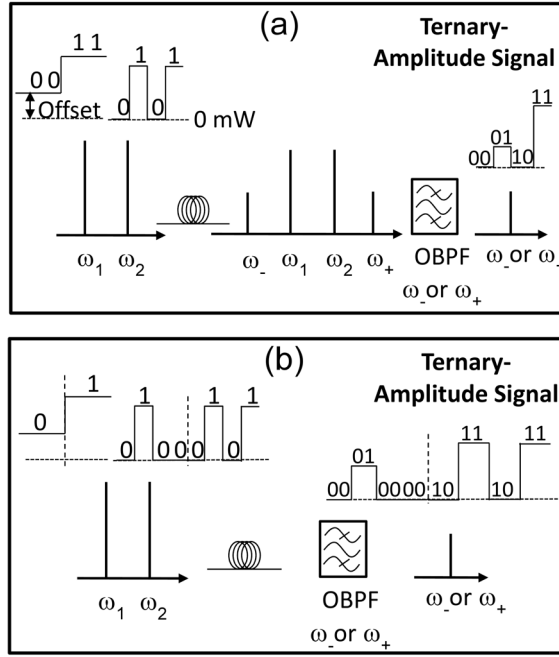 (a)
Ternary-
Amplitude Signal
0 0 1 1
0 1 0 1
Offset
0 mW
00 01 10 11
ω₁ ω₂
ω₋ ω₁ ω₂ ω₊
OBPF
ω₋or ω₊
ω₋or ω
(b)
Ternary-
Amplitude Signal
0 1
0 1 0 0 0 1 0 1
00 01 00 00 10 11 10 11
ω₁ ω₂
OBPF
ω₋or ω₊
ω₋or ω₊